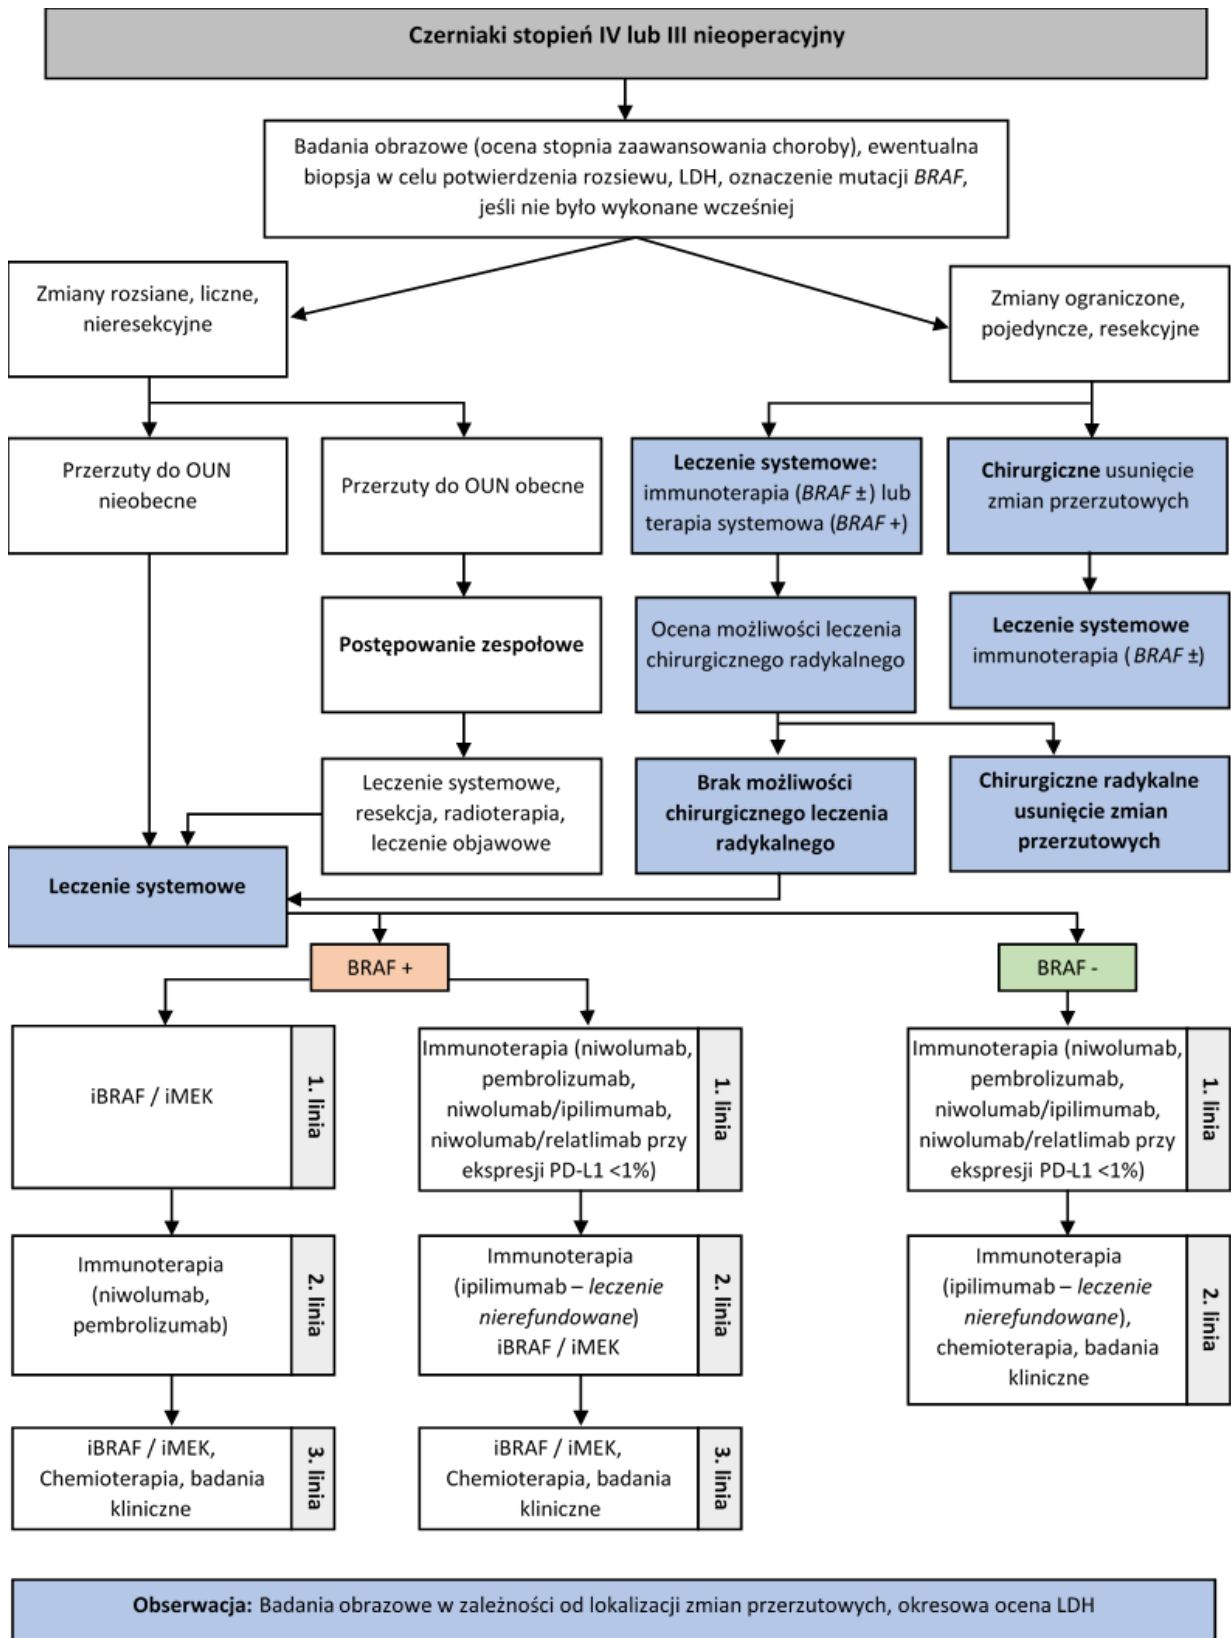 Czerniaki stopień IV lub III nieoperacyjny
Badania obrazowe (ocena stopnia zaawansowania choroby), ewentualna
biopsja w celu potwierdzenia rozsiewu, LDH, oznaczenie mutacji BRAF,
jeśli nie było wykonane wcześniej
Zmiany rozsiane, liczne,
nieresekcyjne
Zmiany ograniczone,
pojedyncze, resekcyjne
Przerzuty do OUN
nieobecne
Przerzuty do OUN obecne
Leczenie systemowe:
immunoterapia (BRAF ±) lub
terapia systemowa (BRAF +)
Chirurgiczne usunięcie
zmian przerzutowych
Postępowanie zespołowe
Ocena możliwości leczenia
chirurgicznego radykalnego
Leczenie systemowe
immunoterapia ( BRAF ±)
Leczenie systemowe,
resekcja, radioterapia,
leczenie objawowe
Brak możliwości
chirurgicznego leczenia
radykalnego
Chirurgiczne radykalne
usunięcie zmian
przerzutowych
Leczenie systemowe
BRAF +
BRAF -
iBRAF / iMEK
1. linia
Immunoterapia (niwolumab,
pembrolizumab,
niwolumab/ipilimumab,
niwolumab/relatlimab przy
ekspresji PD-L1 <1%)
1. linia
Immunoterapia (niwolumab,
pembrolizumab,
niwolumab/ipilimumab,
niwolumab/relatlimab przy
ekspresji PD-L1 <1%)
1. linia
Immunoterapia
(niwolumab,
pembrolizumab)
2. linia
Immunoterapia
(ipilimumab – leczenie
nierefundowane)
iBRAF / iMEK
2. linia
Immunoterapia
(ipilimumab – leczenie
nierefundowane),
chemioterapia, badania
kliniczne
2. linia
iBRAF / iMEK,
Chemioterapia, badania
kliniczne
3. linia
iBRAF / iMEK,
Chemioterapia, badania
kliniczne
3. linia
Obserwacja: Badania obrazowe w zależności od lokalizacji zmian przerzutowych, okresowa ocena LDH